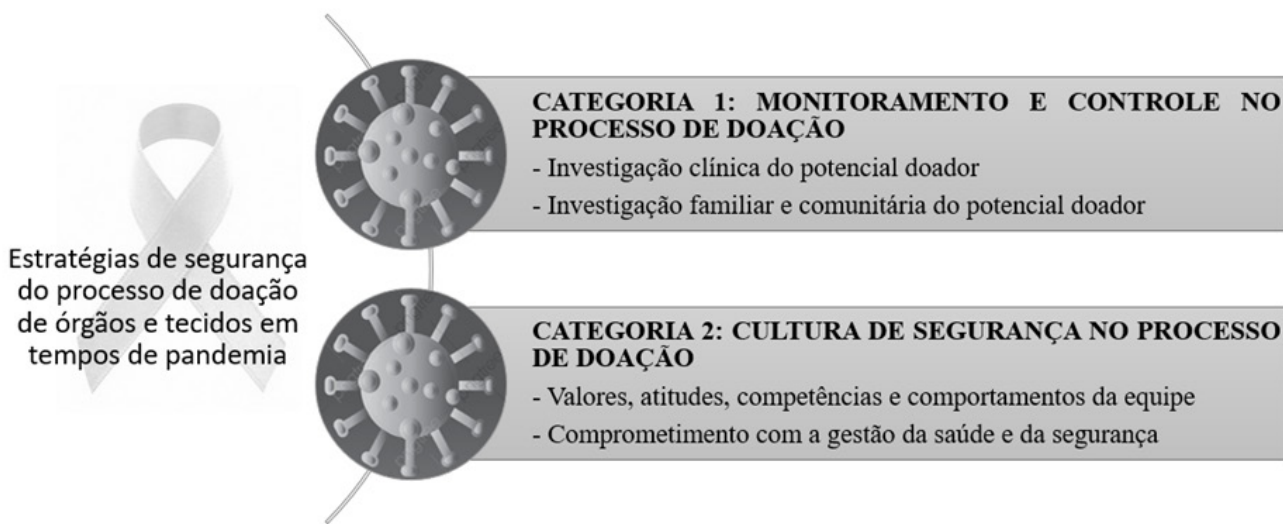 Estratégias de segurança
do processo de doação
de órgãos e tecidos em
tempos de pandemia
CATEGORIA 1: MONITORAMENTO E CONTROLE NO
PROCESSO DE DOAÇÃO
- Investigação clínica do potencial doador
- Investigação familiar e comunitária do potencial doador
CATEGORIA 2: CULTURA DE SEGURANÇA NO PROCESSO
DE DOAÇÃO
- Valores, atitudes, competências e comportamentos da equipe
- Comprometimento com a gestão da saúde e da segurança